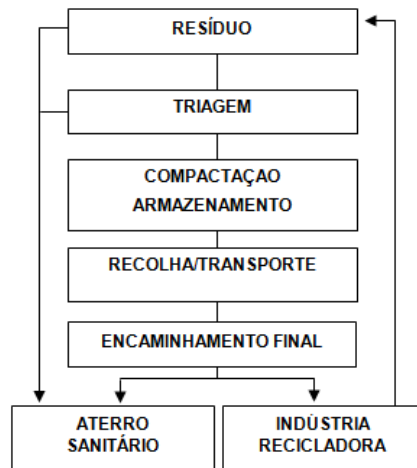 RESÍDUO
TRIAGEM
COMPACTAÇAO
ARMAZENAMENTO
RECOLHA/TRANSPORTE
ENCAMINHAMENTO FINAL
ATERRO
SANITÁRIO
INDÚSTRIA
RECICLADORA